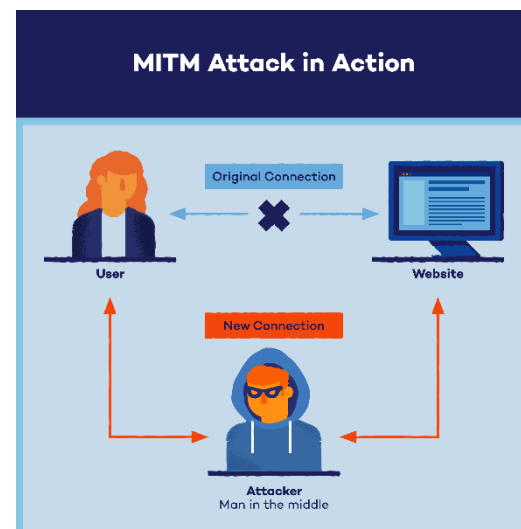 MITM Attack in Action
Original Connection
User
Website
New Connection
Attacker
Man in the middle